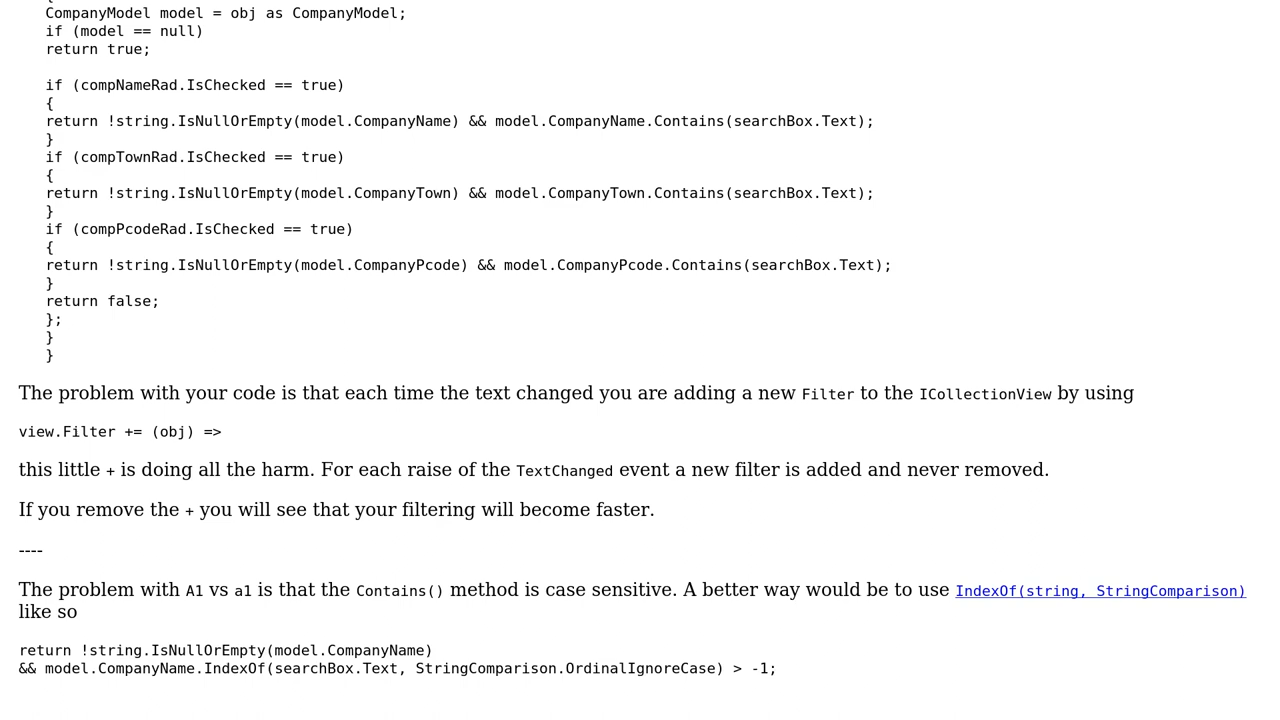 {
CompanyModel model = obj as CompanyModel;
if (model == null)
return true;
if (compNameRad.IsChecked == true)
{
return !string.IsNullOrEmpty(model.CompanyName) && model.CompanyName.Contains(searchBox.Text);
}
if (compTownRad.IsChecked == true)
{
return !string.IsNullOrEmpty(model.CompanyTown) && model.CompanyTown.Contains(searchBox.Text);
}
if (compPcodeRad.IsChecked == true)
{
return !string.IsNullOrEmpty(model.CompanyPcode) && model.CompanyPcode.Contains(searchBox.Text);
}
return false;
};
}
}
The problem with your code is that each time the text changed you are adding a new Filter to the ICollectionView by using
view.Filter += (obj) =>
this little + is doing all the harm. For each raise of the TextChanged event a new filter is added and never removed.
If you remove the + you will see that your filtering will become faster.
----
The problem with A1 vs a1 is that the Contains() method is case sensitive. A better way would be to use IndexOf(string, StringComparison)
like so
return !string.IsNullOrEmpty(model.CompanyName)
&& model.CompanyName.IndexOf(searchBox.Text, StringComparison.OrdinalIgnoreCase) > -1;